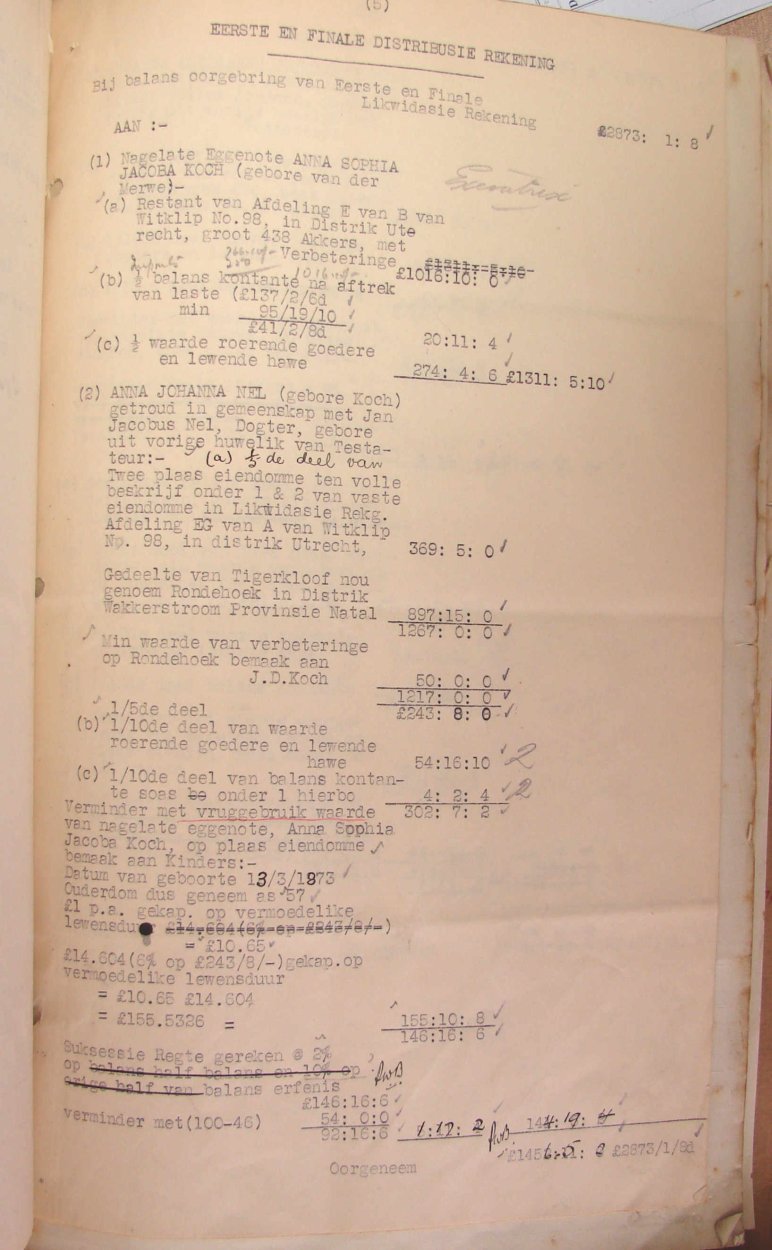 (5)
EERSTE EN FINALE DISTRIBUSIE REKENING
Bij balans oorgebring van Eerste en Finale
Likwidasie Rekening £2873: 1: 8
AAN :-
(1) Nagelate Eggenote ANNA SOPHIA
JACOBA KOCH (gebore van der
Merwe)-
Executrix
(a) Restant van Afdeling E van B van
Witklip No.98, in Distrik Ute
recht, groot 438 Akkers, met
Verbeteringe
£1016:10: 0
(b) ½ balans kontante na aftrek
van laste (£137/2/6d
min 95/19/10
£41/2/8d 20:11: 4
(c) ½ waarde roerende goedere
en lewende hawe 274: 4: 6 £1311: 5:10
(2) ANNA JOHANNA NEL (gebore Koch)
getroud in gemeenskap met Jan
Jacobus Nel, Dogter, gebore
uit vorige huwelik van Testa-
teur:- (a) 1/5 de deel van
Twee plaas eiendomme ten volle
beskrijf onder 1 & 2 van vaste
eiendomme in Likwidasie Rekg.
Afdeling EG van A van Witklip
No. 98, in distrik Utrecht, 369: 5: 0
Gedeelte van Tigerkloof nou
genoem Rondehoek in Distrik
Wakkerstroom Provinsie Natal 897:15: 0
1267: 0: 0
Min waarde van verbeteringe
op Rondehoek bemaak aan
J.D.Koch 50: 0: 0
1217: 0: 0
1/5de deel £243: 8: 0
(b) 1/10de deel van waarde
roerende goedere en lewende
hawe 54:16:10 2
(c) 1/10de deel van balans kontan-
te soas be onder 1 hierbo 4: 2: 4 2
Verminder met vruggebruik waarde 302: 7: 2
van nagelate eggenote, Anna Sophia
Jacoba Koch, op plaas eiendomme
bemaak aan Kinders:-
Datum van geboorte 13/3/1873
Ouderdom dus geneem as 57
£1 p.a. gekap. op vermoedelike
lewensduur £14.604(6% op £243/8/-)
= £10.65
£14.604(6% op £243/8/-)gekap.op
vermoedelike lewensduur
= £10.65 £14.604
= £155.5326 = 155:10: 8
146:16: 6
Suksessie Regte gereken @ 2%
op balans half balans en 10% op
orige half van balans erfenis
£146:16:6
verminder met(100-46) 54: 0:0
92:16:6 1:17: 2 144: 19: 4
£2873/1/8d
Oorgeneem